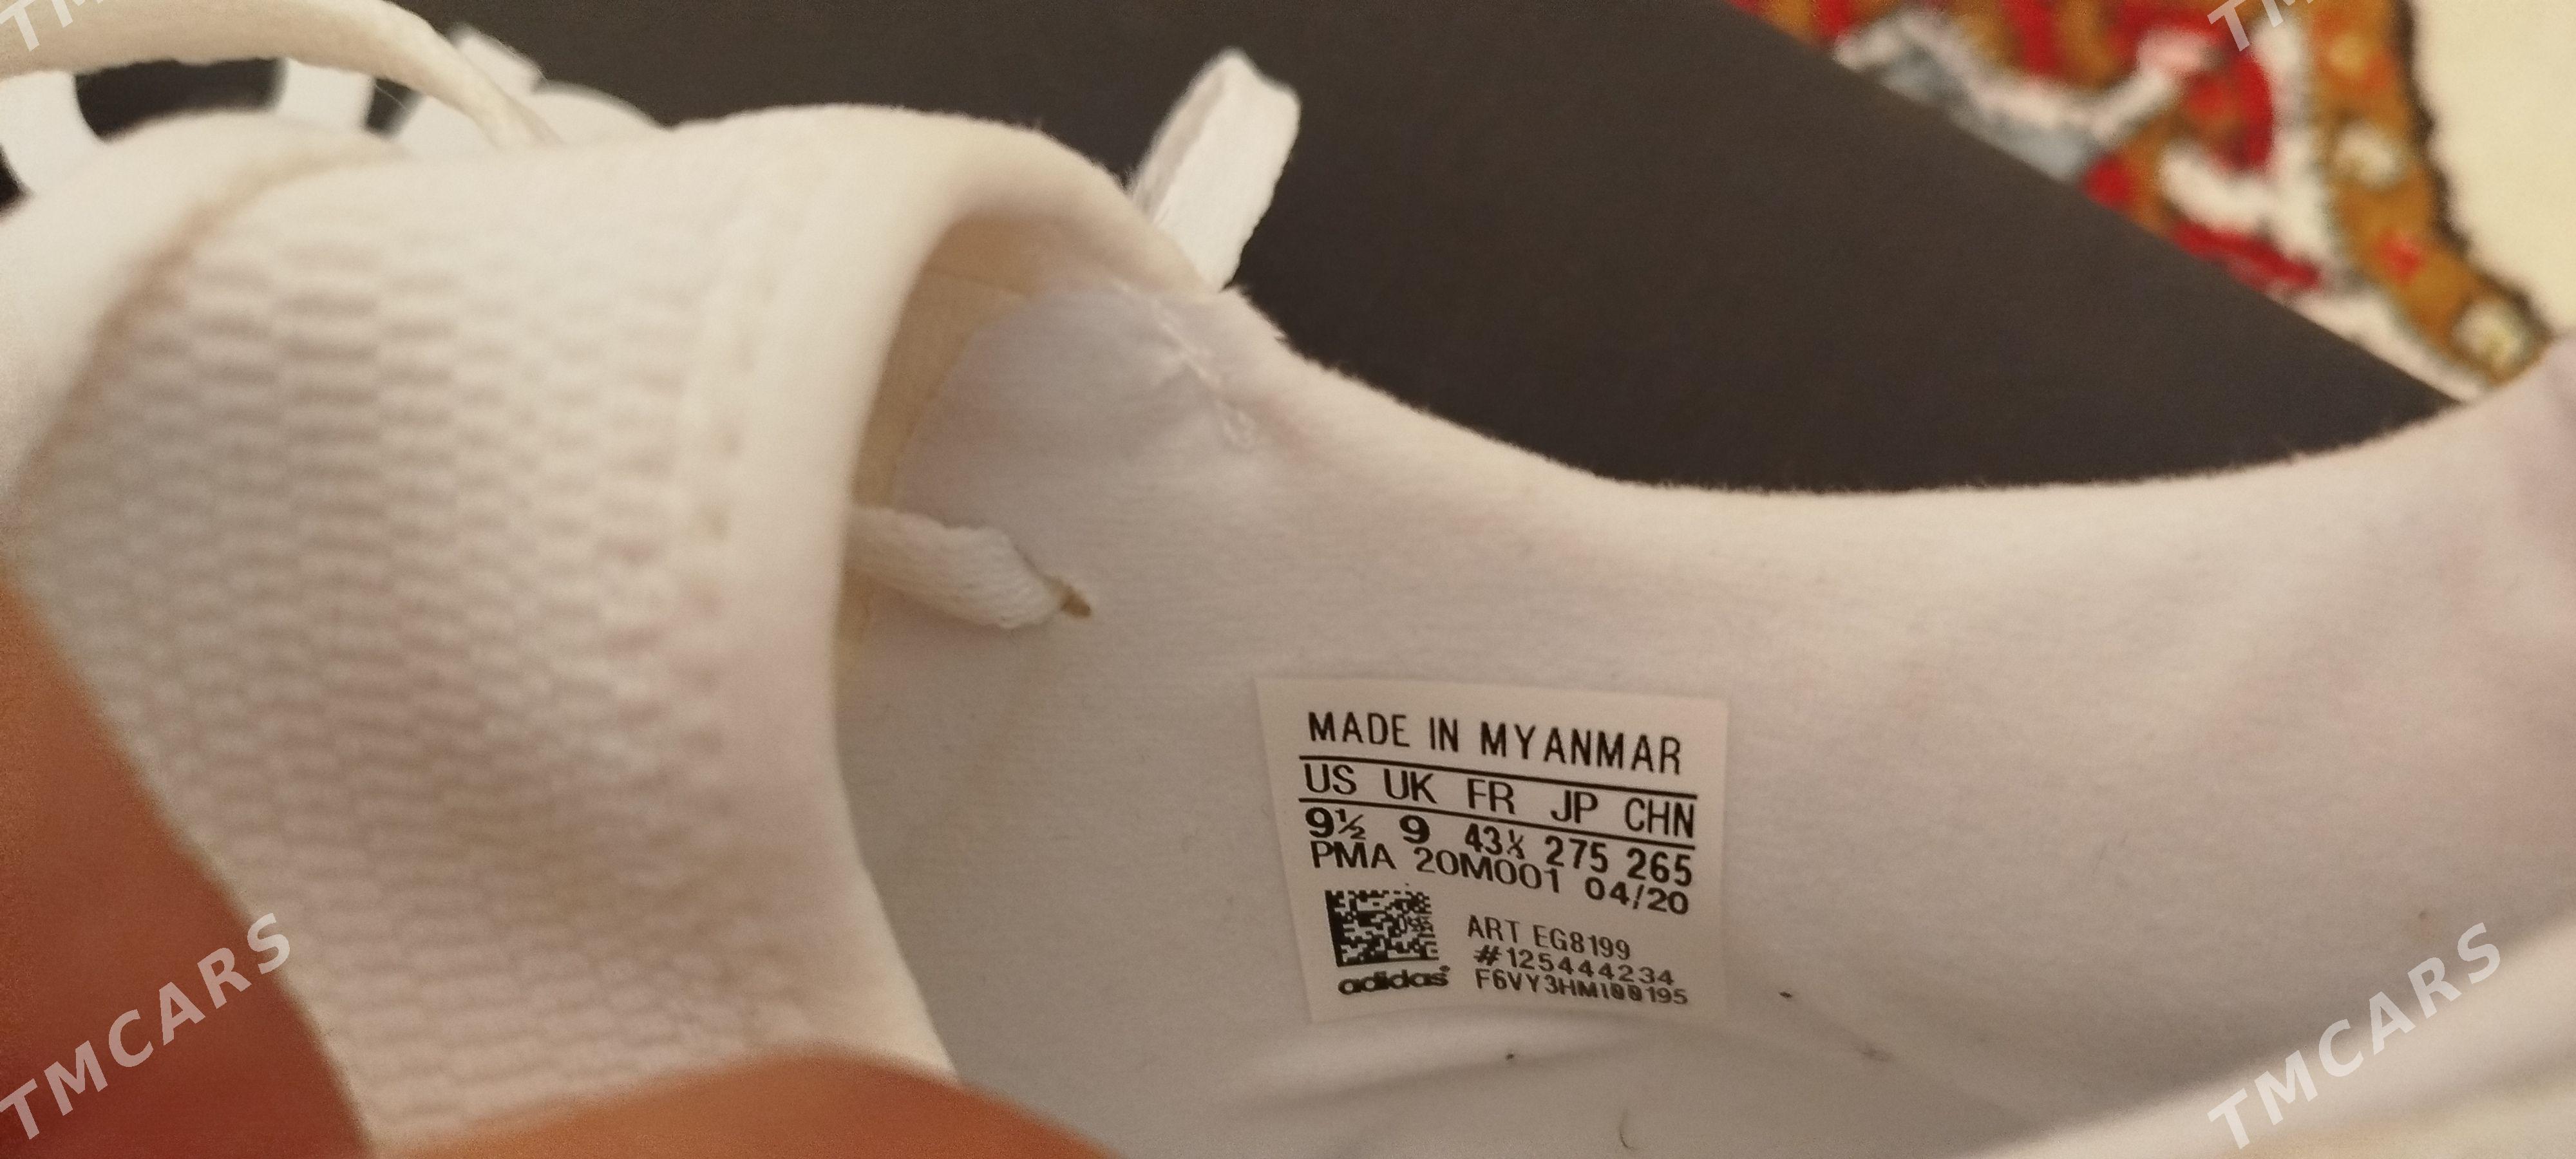 MADE IN MYANMAR
US UK FR JP CHN
9½ 9 43⅓ 275 265
PMA 20M001 04/20
ART EG8199
#125444234
adidas F6VY3HM100195
TMCARS
TMCARS